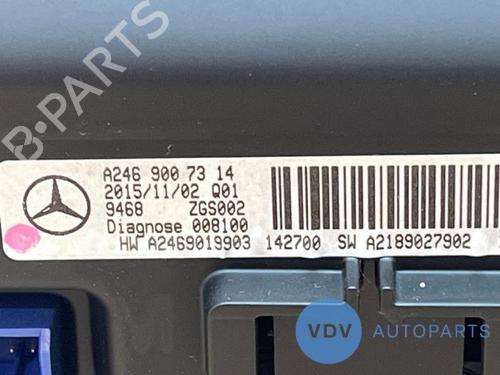 B-PARTS
A246 900 73 14
2015/11/02 Q01
9468 ZGS002
Diagnose 008100
HW A2469019903 142700 SW A2189027902
VDV AUTOPARTS